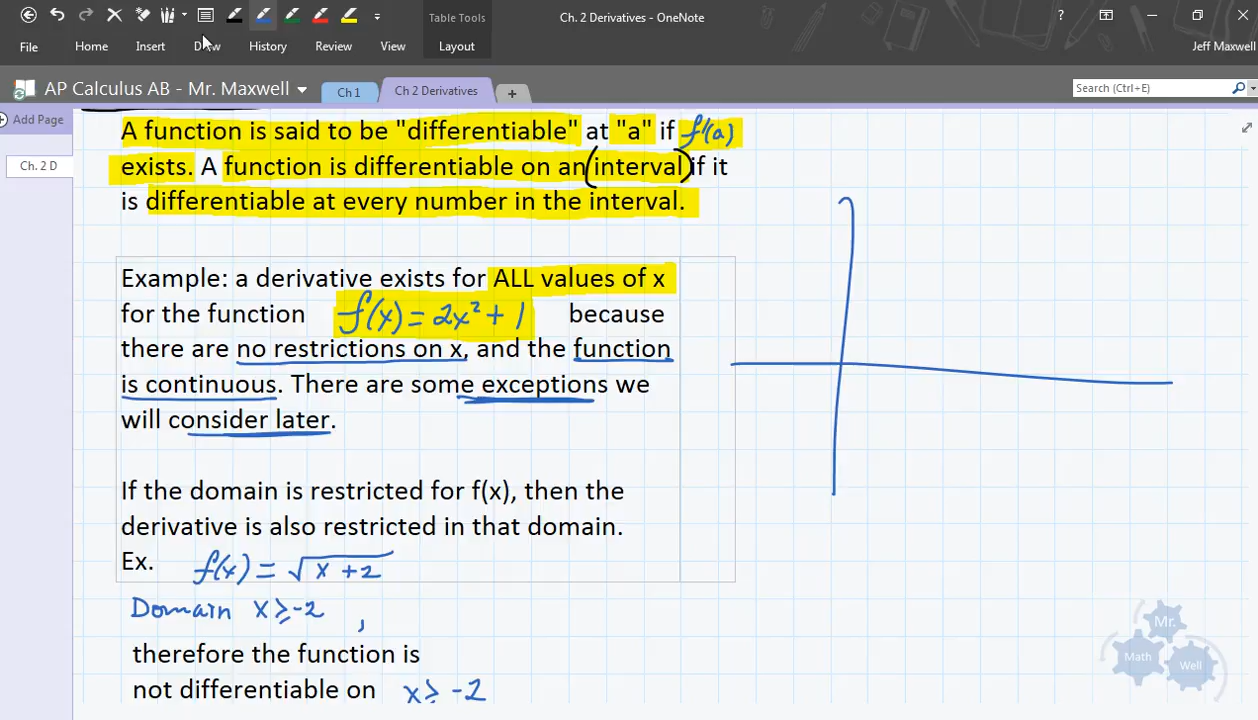 Table Tools
Ch. 2 Derivatives - OneNote
?
File
Home
Insert
Draw
History
Review
View
Layout
Jeff Maxwell
AP Calculus AB - Mr. Maxwell
Ch 1
Ch 2 Derivatives
+
Search (Ctrl+E)
+ Add Page
Ch. 2 D
A function is said to be "differentiable" at "a" if f'(a)
exists. A function is differentiable on an (interval) if it
is differentiable at every number in the interval.
Example: a derivative exists for ALL values of x
for the function f(x) = 2x² + 1 because
there are no restrictions on x, and the function
is continuous. There are some exceptions we
will consider later.
If the domain is restricted for f(x), then the
derivative is also restricted in that domain.
Ex. f(x) = √x+2
Domain x ≥ -2 ,
therefore the function is
not differentiable on x ≥ -2
Mr.
Math
Well